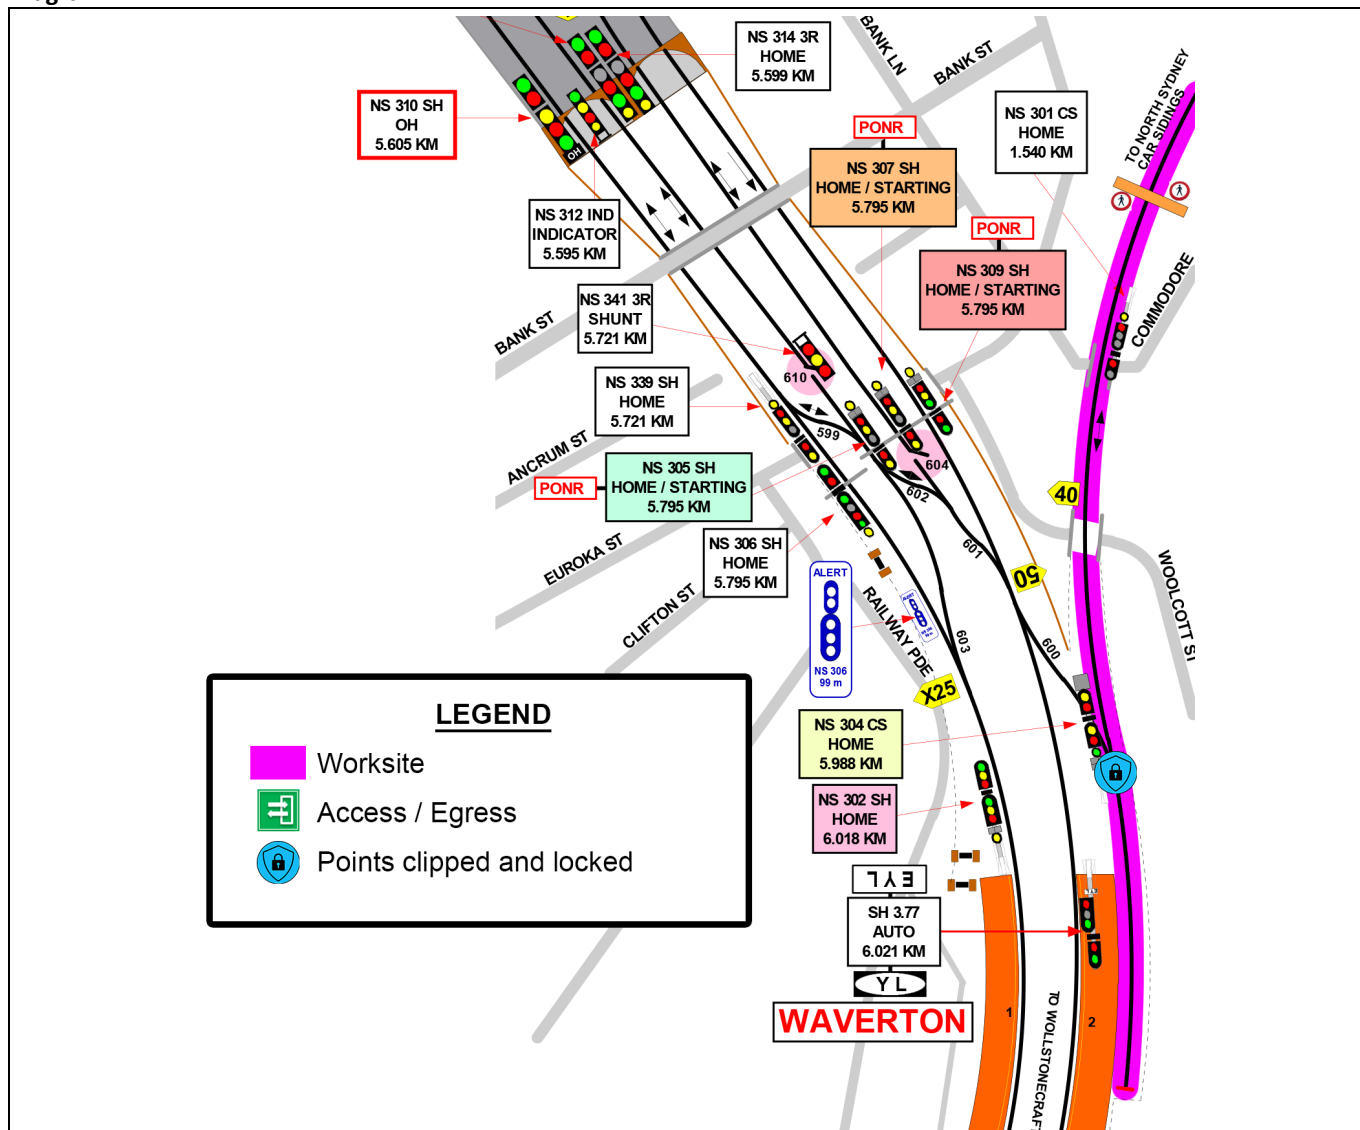 NS 314 3R
HOME
5.599 KM
NS 310 SH
OH
5.605 KM
OH
NS 312 IND
INDICATOR
5.595 KM
BANK LN
BANK ST
PONR
NS 307 SH
HOME / STARTING
5.795 KM
NS 301 CS
HOME
1.540 KM
TO NORTH SYDNEY
CAR SIDINGS
PONR
NS 309 SH
HOME / STARTING
5.795 KM
COMMODORE
BANK ST
NS 341 3R
SHUNT
5.721 KM
610
NS 339 SH
HOME
5.721 KM
599
ANCRUM ST
604
602
PONR
NS 305 SH
HOME / STARTING
5.795 KM
40
EUROKA ST
NS 306 SH
HOME
5.795 KM
601
50
WOOLCOTT ST
CLIFTON ST
ALERT
NS 306
99 m
RAILWAY PDE
603
600
X25
LEGEND
Worksite
Access / Egress
Points clipped and locked
NS 304 CS
HOME
5.988 KM
NS 302 SH
HOME
6.018 KM
EYL
SH 3.77
AUTO
6.021 KM
Y L
WAVERTON
1
2
TO WOLLSTONECRAFT